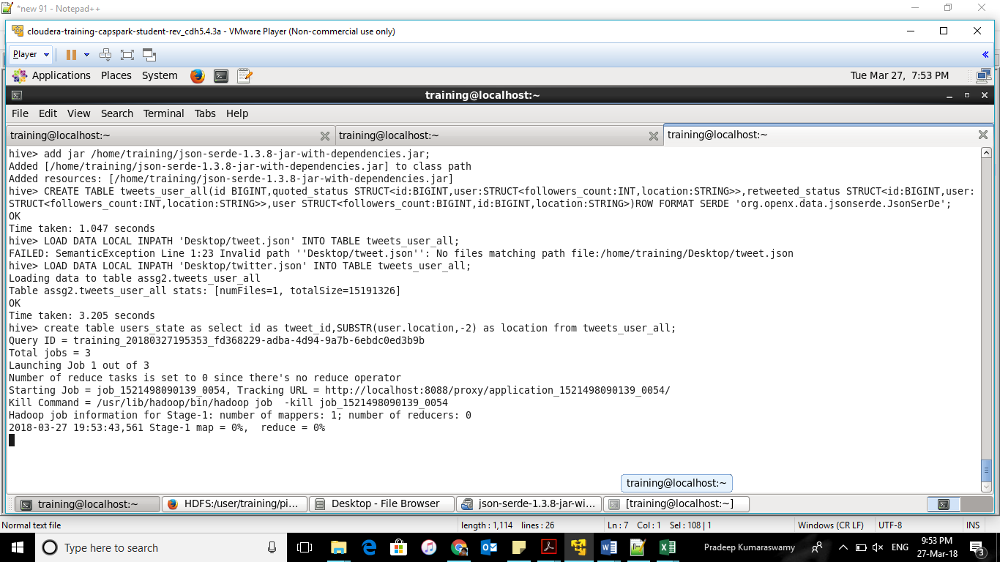 *new 91 - Notepad++
cloudera-training-capspark-student-rev_cdh5.4.3a - VMware Player (Non-commercial use only)
Player
Applications Places System Tue Mar 27, 7:53 PM
training@localhost:~
File Edit View Search Terminal Tabs Help
training@localhost:~ training@localhost:~ training@localhost:~
hive> add jar /home/training/json-serde-1.3.8-jar-with-dependencies.jar;
Added [/home/training/json-serde-1.3.8-jar-with-dependencies.jar] to class path
Added resources: [/home/training/json-serde-1.3.8-jar-with-dependencies.jar]
hive> CREATE TABLE tweets_user_all(id BIGINT,quoted_status STRUCT<id:BIGINT,user:STRUCT<followers_count:INT,location:STRING>>,retweeted_status STRUCT<id:BIGINT,user:
STRUCT<followers_count:INT,location:STRING>>,user STRUCT<followers_count:BIGINT,id:BIGINT,location:STRING>)ROW FORMAT SERDE 'org.openx.data.jsonserde.JsonSerDe';
OK
Time taken: 1.047 seconds
hive> LOAD DATA LOCAL INPATH 'Desktop/tweet.json' INTO TABLE tweets_user_all;
FAILED: SemanticException Line 1:23 Invalid path ''Desktop/tweet.json'': No files matching path file:/home/training/Desktop/tweet.json
hive> LOAD DATA LOCAL INPATH 'Desktop/twitter.json' INTO TABLE tweets_user_all;
Loading data to table assg2.tweets_user_all
Table assg2.tweets_user_all stats: [numFiles=1, totalSize=15191326]
OK
Time taken: 3.205 seconds
hive> create table users_state as select id as tweet_id,SUBSTR(user.location,-2) as location from tweets_user_all;
Query ID = training_20180327195353_fd368229-adba-4d94-9a7b-6ebdc0ed3b9b
Total jobs = 3
Launching Job 1 out of 3
Number of reduce tasks is set to 0 since there's no reduce operator
Starting Job = job_1521498090139_0054, Tracking URL = http://localhost:8088/proxy/application_1521498090139_0054/
Kill Command = /usr/lib/hadoop/bin/hadoop job  -kill job_1521498090139_0054
Hadoop job information for Stage-1: number of mappers: 1; number of reducers: 0
2018-03-27 19:53:43,561 Stage-1 map = 0%,  reduce = 0%
training@localhost:~
training@localhost:~ HDFS:/user/training/pi... Desktop - File Browser json-serde-1.3.8-jar-wi... [training@localhost:~]
Normal text file length : 1,114 lines : 26 Ln : 7 Col : 1 Sel : 108 | 1 Windows (CR LF) UTF-8 INS
Type here to search Pradeep Kumaraswamy ENG 9:53 PM
27-Mar-18 3